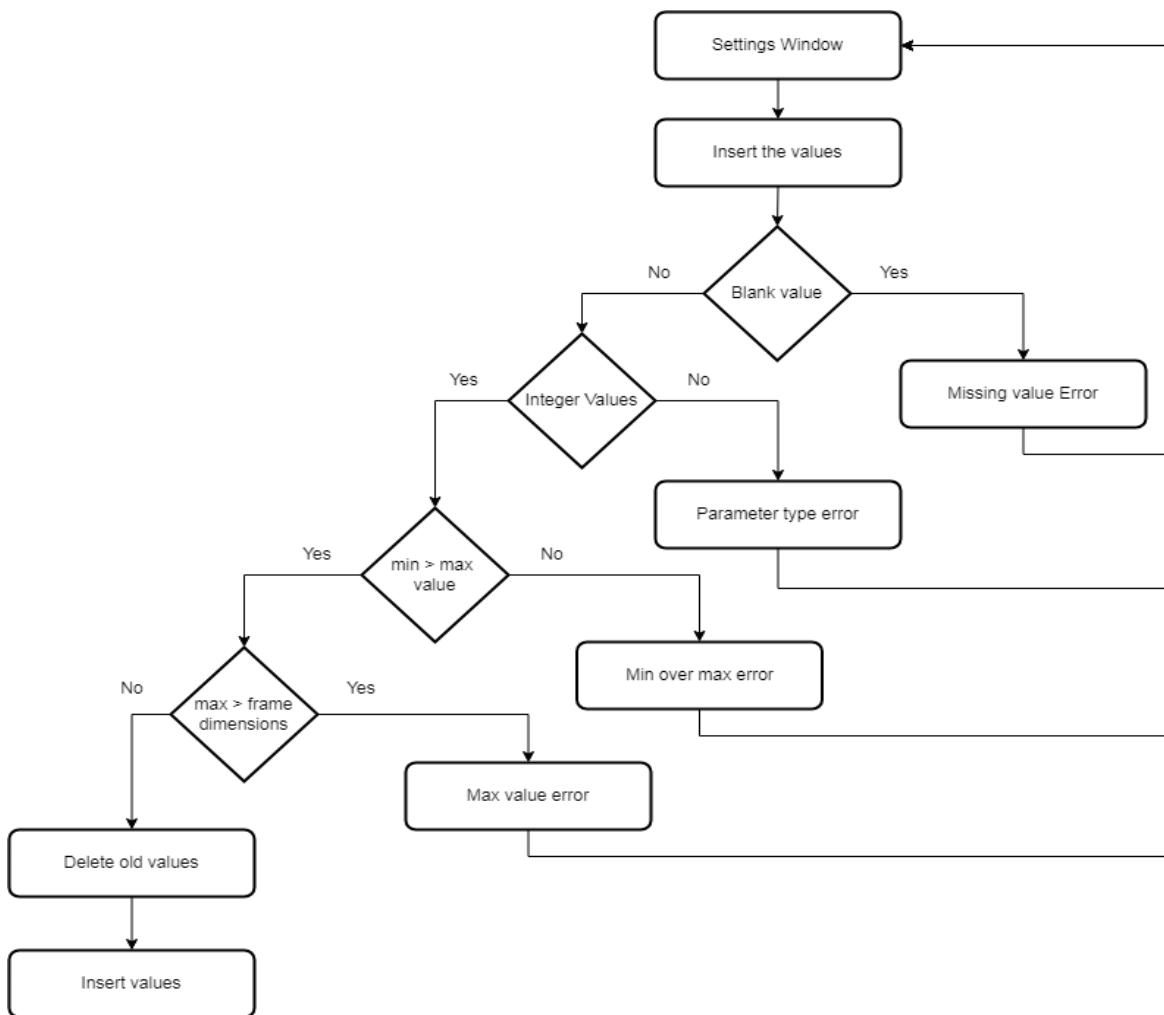 Settings Window
Insert the values
No
Yes
Blank value
Yes
No
Integer Values
Missing value Error
Parameter type error
Yes
No
min > max
value
Min over max error
No
Yes
max > frame
dimensions
Max value error
Delete old values
Insert values